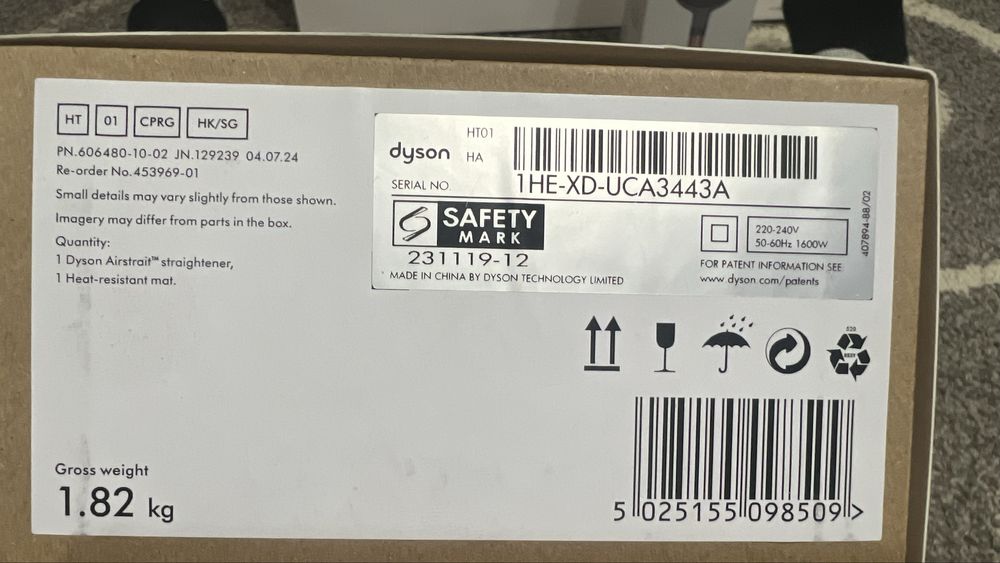 HT 01 CPRG HK/SG
PN.606480-10-02 JN.129239 04.07.24
Re-order No.453969-01
Small details may vary slightly from those shown.
Imagery may differ from parts in the box.
Quantity:
1 Dyson Airstrait™ straightener,
1 Heat-resistant mat.
HT01
dyson HA
SERIAL NO. 1HE-XD-UCA3443A
SAFETY
MARK
231119-12
MADE IN CHINA BY DYSON TECHNOLOGY LIMITED
220-240V
50-60Hz 1600W
FOR PATENT INFORMATION SEE
www.dyson.com/patents
407894-88/02
Gross weight
1.82 kg
5 025155 098509 >